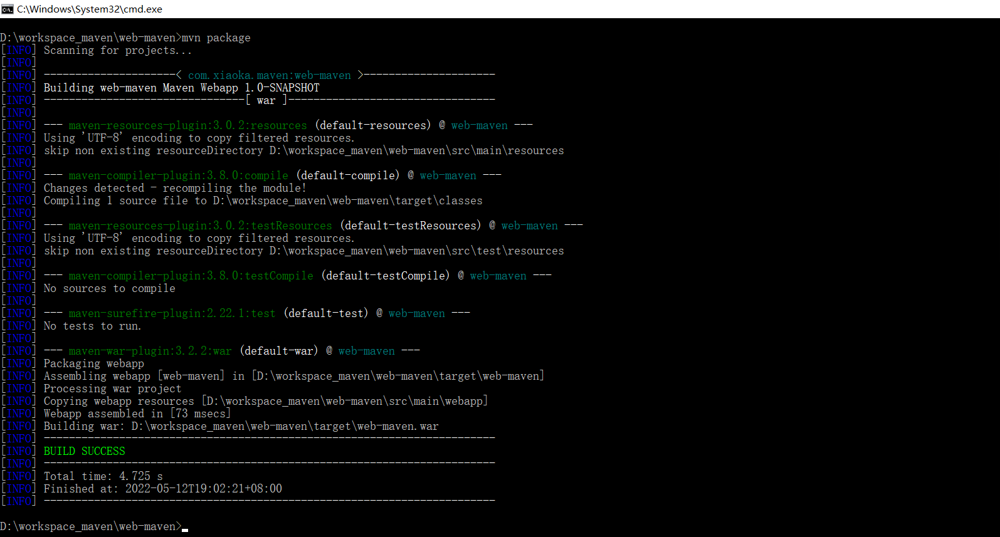 C:\Windows\System32\cmd.exe
D:\workspace_maven\web-maven>mvn package
[INFO] Scanning for projects...
[INFO]
[INFO] ---------------------< com.xiaoka.maven:web-maven >---------------------
[INFO] Building web-maven Maven Webapp 1.0-SNAPSHOT
[INFO] --------------------------------[ war ]---------------------------------
[INFO]
[INFO] --- maven-resources-plugin:3.0.2:resources (default-resources) @ web-maven ---
[INFO] Using 'UTF-8' encoding to copy filtered resources.
[INFO] skip non existing resourceDirectory D:\workspace_maven\web-maven\src\main\resources
[INFO]
[INFO] --- maven-compiler-plugin:3.8.0:compile (default-compile) @ web-maven ---
[INFO] Changes detected - recompiling the module!
[INFO] Compiling 1 source file to D:\workspace_maven\web-maven\target\classes
[INFO]
[INFO] --- maven-resources-plugin:3.0.2:testResources (default-testResources) @ web-maven ---
[INFO] Using 'UTF-8' encoding to copy filtered resources.
[INFO] skip non existing resourceDirectory D:\workspace_maven\web-maven\src\test\resources
[INFO]
[INFO] --- maven-compiler-plugin:3.8.0:testCompile (default-testCompile) @ web-maven ---
[INFO] No sources to compile
[INFO]
[INFO] --- maven-surefire-plugin:2.22.1:test (default-test) @ web-maven ---
[INFO] No tests to run.
[INFO]
[INFO] --- maven-war-plugin:3.2.2:war (default-war) @ web-maven ---
[INFO] Packaging webapp
[INFO] Assembling webapp [web-maven] in [D:\workspace_maven\web-maven\target\web-maven]
[INFO] Processing war project
[INFO] Copying webapp resources [D:\workspace_maven\web-maven\src\main\webapp]
[INFO] Webapp assembled in [73 msecs]
[INFO] Building war: D:\workspace_maven\web-maven\target\web-maven.war
[INFO] ------------------------------------------------------------------------
[INFO] BUILD SUCCESS
[INFO] ------------------------------------------------------------------------
[INFO] Total time: 4.725 s
[INFO] Finished at: 2022-05-12T19:02:21+08:00
[INFO] ------------------------------------------------------------------------
D:\workspace_maven\web-maven>